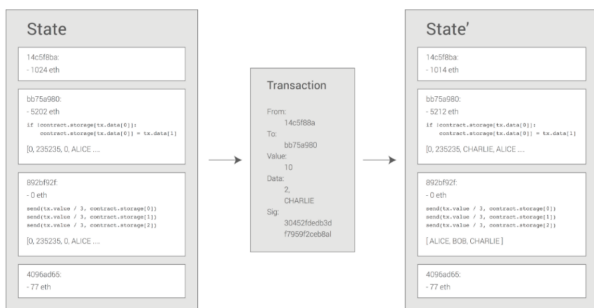 State
14c5f8ba:
- 1024 eth
bb75a980:
- 5202 eth
if !contract.storage[tx.data[0]]:
contract.storage[tx.data[0]] = tx.data[1]
[0, 235235, 0, ALICE .....
892bf92f:
- 0 eth
send(tx.value / 3, contract.storage[0])
send(tx.value / 3, contract.storage[1])
send(tx.value / 3, contract.storage[2])
[0, 235235, 0, ALICE .....
4096ad65:
- 77 eth
Transaction
From:
14c5f88a
To:
bb75a980
Value:
10
Data:
2,
CHARLIE
Sig:
30452fdedb3d
f7959f2ceb8a1
State'
14c5f8ba:
- 1014 eth
bb75a980:
- 5212 eth
if !contract.storage[tx.data[0]]:
contract.storage[tx.data[0]] = tx.data[1]
[0, 235235, CHARLIE, ALICE .....
892bf92f:
- 0 eth
send(tx.value / 3, contract.storage[0])
send(tx.value / 3, contract.storage[1])
send(tx.value / 3, contract.storage[2])
[ ALICE, BOB, CHARLIE ]
4096ad65:
- 77 eth